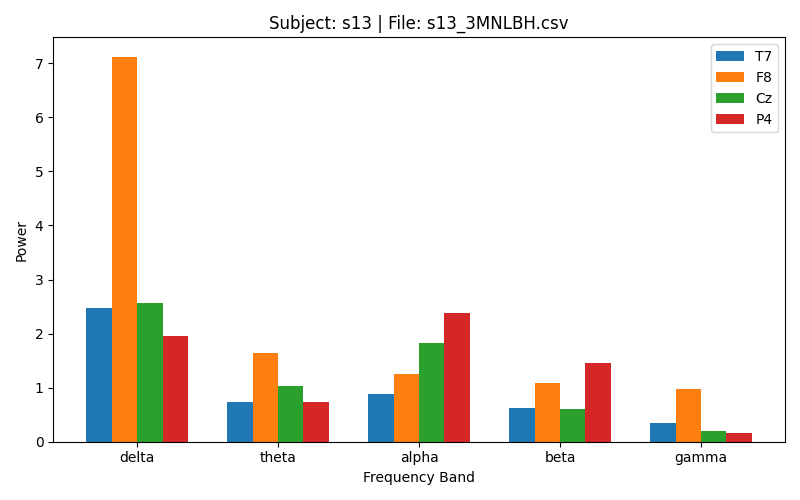 Subject: s13 | File: s13_3MNLBH.csv
T7
F8
Cz
P4
7
6
5
4
3
2
1
0
Power
delta theta alpha beta gamma
Frequency Band